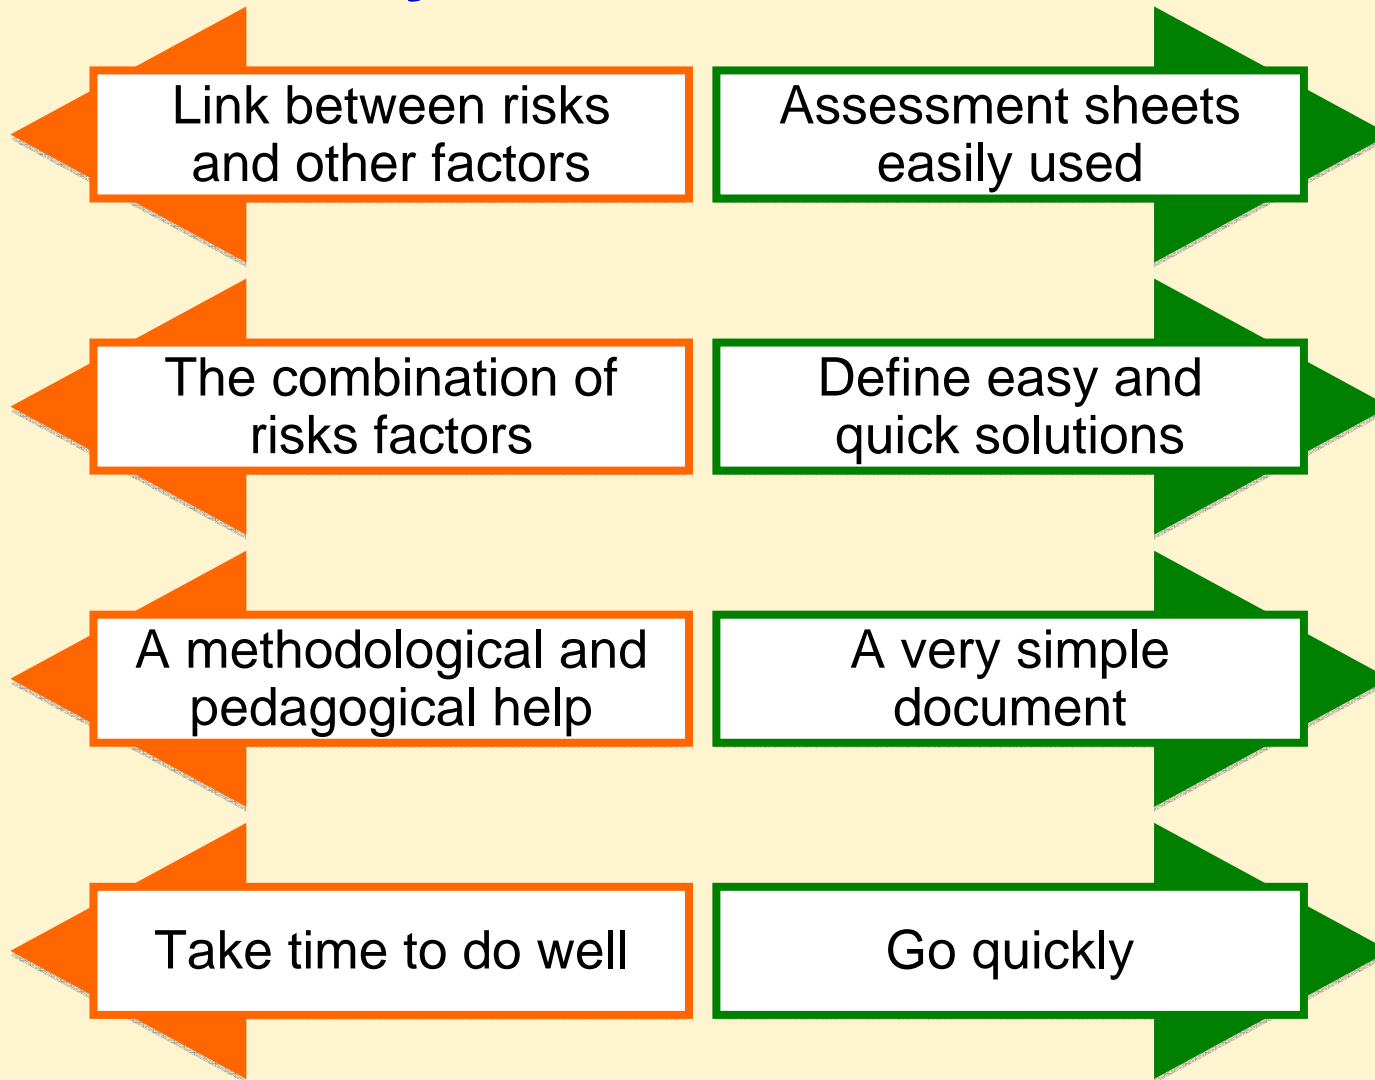 Link between risks
and other factors
Assessment sheets
easily used
The combination of
risks factors
Define easy and
quick solutions
A methodological and
pedagogical help
A very simple
document
Take time to do well
Go quickly